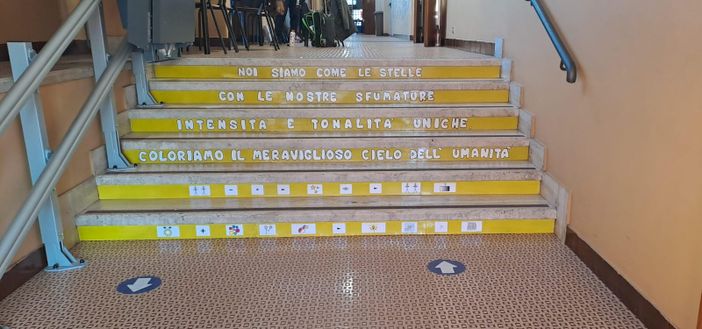 NOI SIAMO COME LE STELLE
CON LE NOSTRE SFUMATURE
INTENSITÀ E TONALITÀ UNICHE
COLORIAMO IL MERAVIGLIOSO CIELO DELL' UMANITÀ